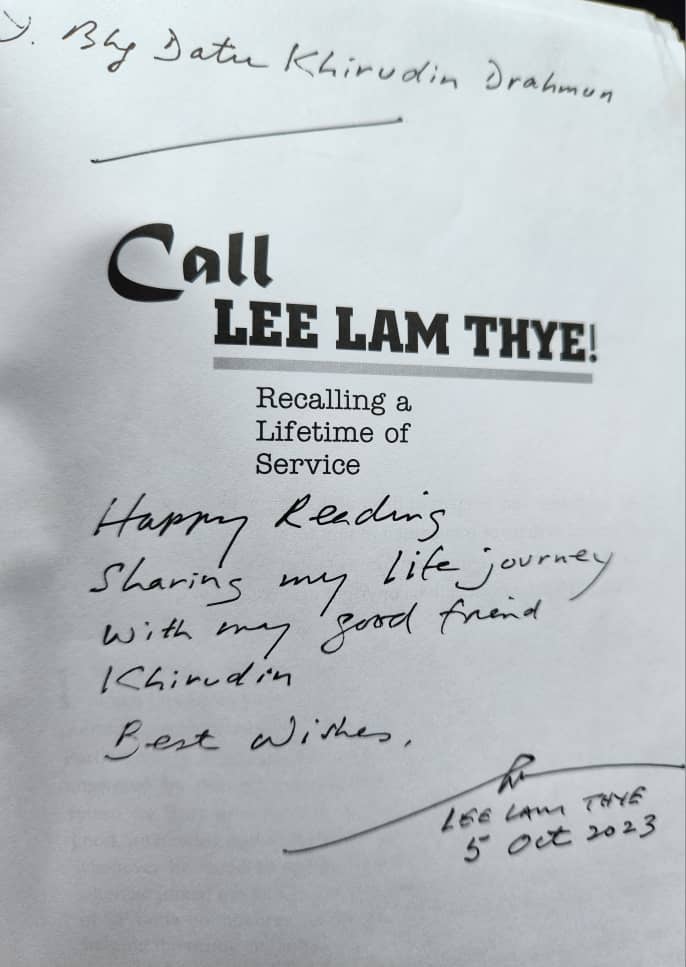 Y. Bhg Datu Khirudin Drahmun
Call
LEE LAM THYE!
Recalling a
Lifetime of
Service
Happy Reading
Sharing my life journey
with my good friend
Khirudin
Best Wishes,
LEE LAM THYE
5 Oct 2023